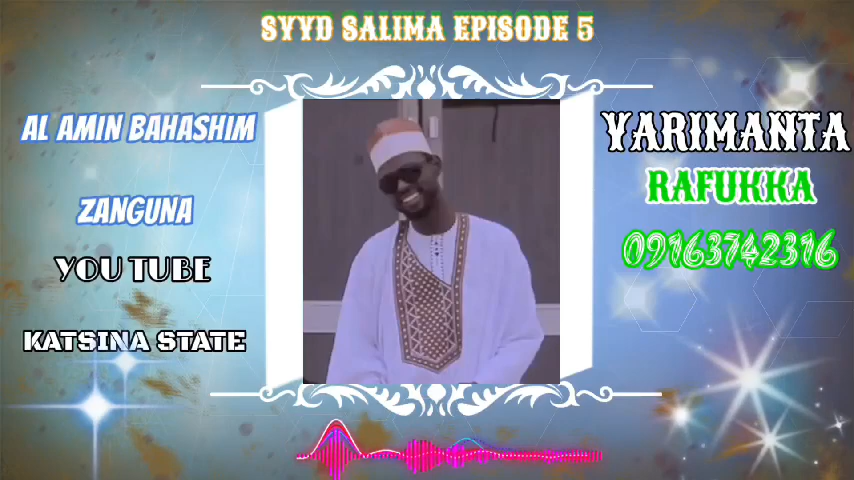 SYYD SALIMA EPISODE 5
AL AMIN BAHASHIM
ZANGUNA
YOU TUBE
KATSINA STATE
YARIMANTA
RAFUKKA
09163742316